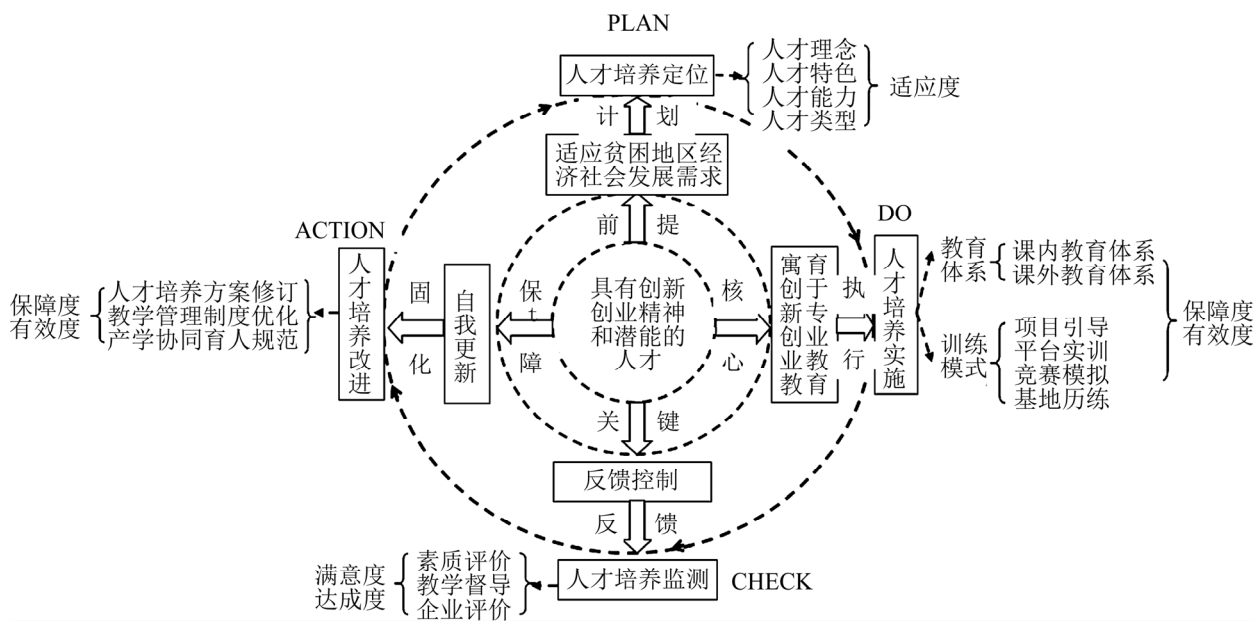 PLAN
人才培养定位
人才理念
人才特色
人才能力
人才类型
适应度
计 划
适应贫困地区经
济社会发展需求
前 提
ACTION
人才培养改进
保障度
有效度
人才培养方案修订
教学管理制度优化
产学协同育人规范
固化
自我更新
保t障
具有创新
创业精神
和潜能的
人才
核心
寓创新创业教育
育于专业教育
执行
DO
人才培养实施
教育
体系
课内教育体系
课外教育体系
训练
模式
项目引导
平台实训
竞赛模拟
基地历练
保障度
有效度
关 键
反馈控制
反 馈
人才培养监测
CHECK
满意度
达成度
素质评价
教学督导
企业评价